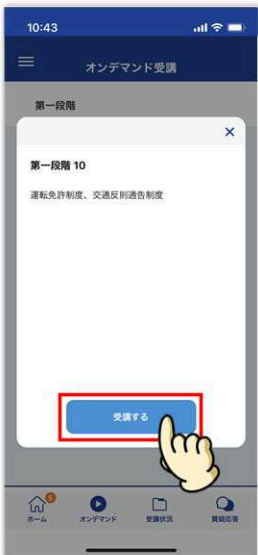 10:43
オンデマンド受講
第一段階
×
第一段階 10
運転免許制度、交通反則通告制度
受講する
5
ホーム
オンデマンド
受講状況
質疑応答